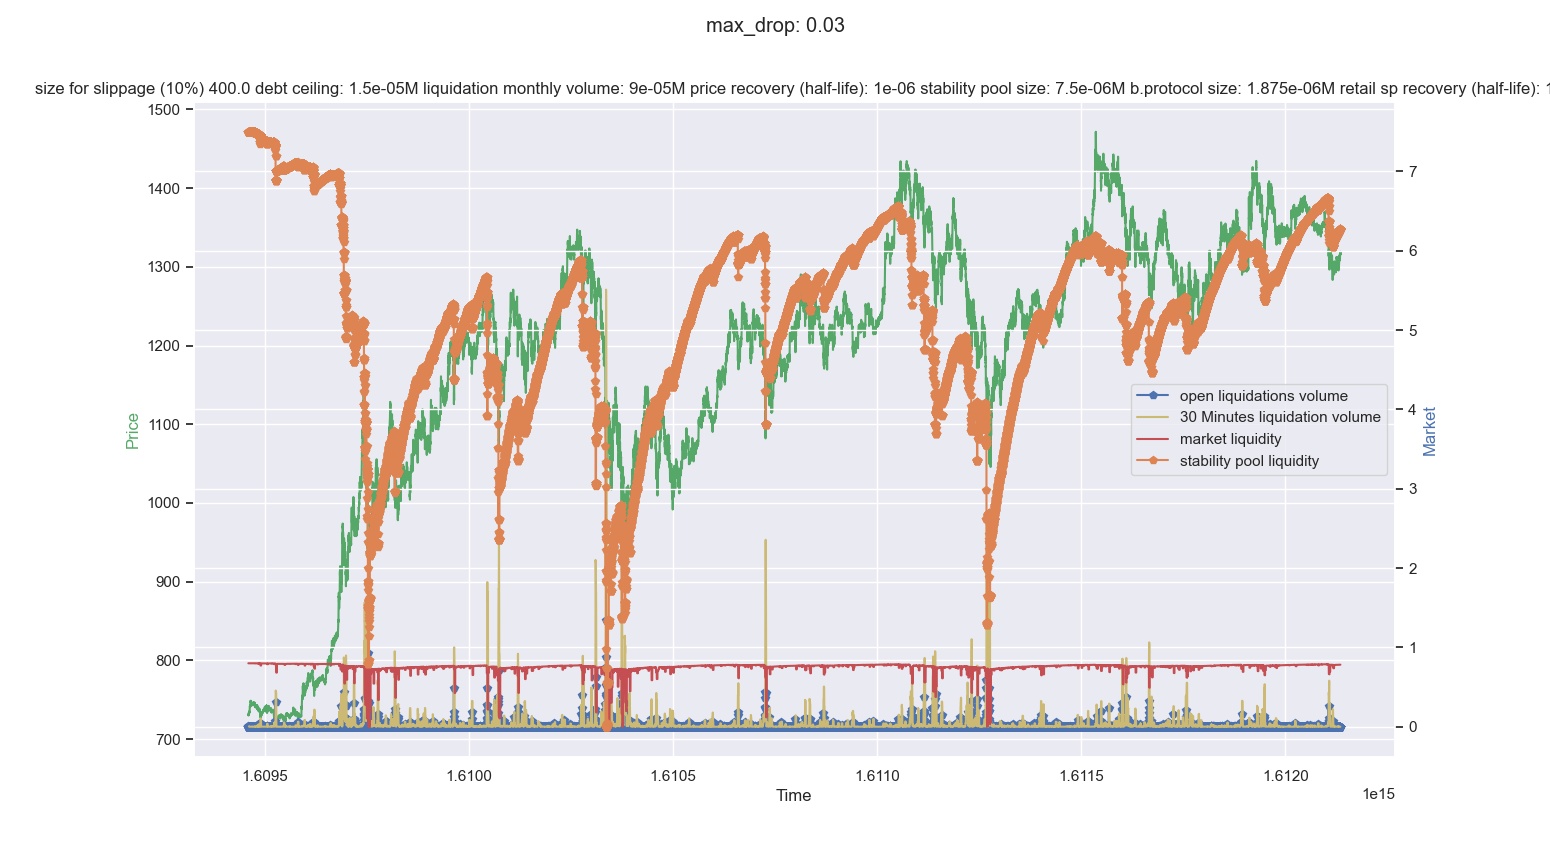 max_drop: 0.03
size for slippage (10%) 400.0 debt ceiling: 1.5e-05M liquidation monthly volume: 9e-05M price recovery (half-life): 1e-06 stability pool size: 7.5e-06M b.protocol size: 1.875e-06M retail sp recovery (half-life):
1500
1400
1300
1200
1100
1000
900
800
700
Price
7
6
5
4
3
2
1
0
Market
open liquidations volume
30 Minutes liquidation volume
market liquidity
stability pool liquidity
1.6095
1.6100
1.6105
1.6110
1.6115
1.6120
1e15
Time